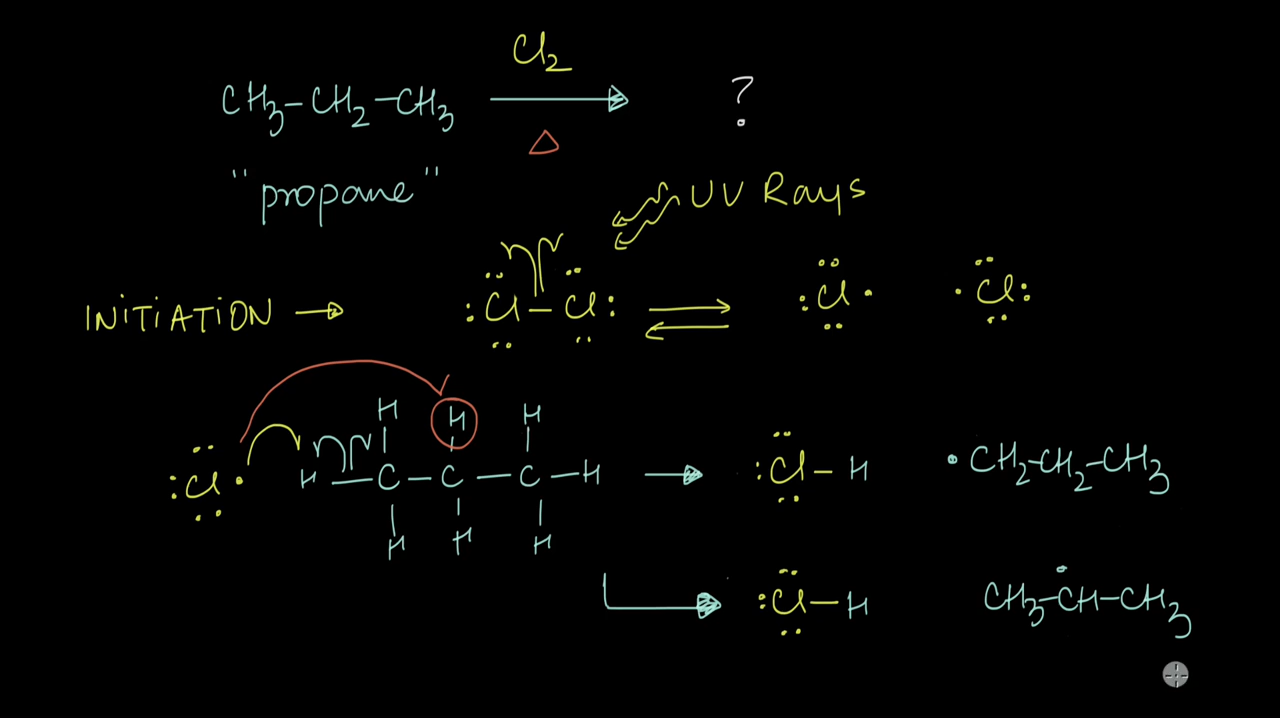 Cl2
CH3-CH2-CH3 → ?
Δ
"propane"
UV Rays
INITIATION → :Cl-Cl: ⇌ :Cl· ·Cl:
H H H
:Cl· H-C-C-C-H → :Cl-H ·CH2-CH2-CH3
H H H
:Cl-H CH3-ĊH-CH3